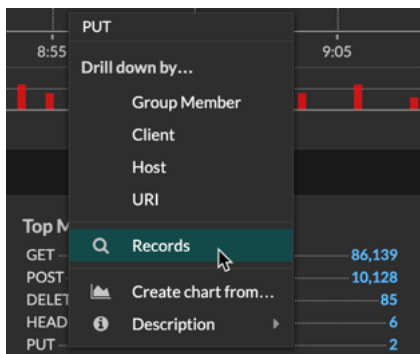 PUT
8:55
9:05
Drill down by...
Group Member
Client
Host
URI
Top M
Records
GET 86,139
POST 10,128
Create chart from...
DELET 85
HEAD 6
Description
PUT 2